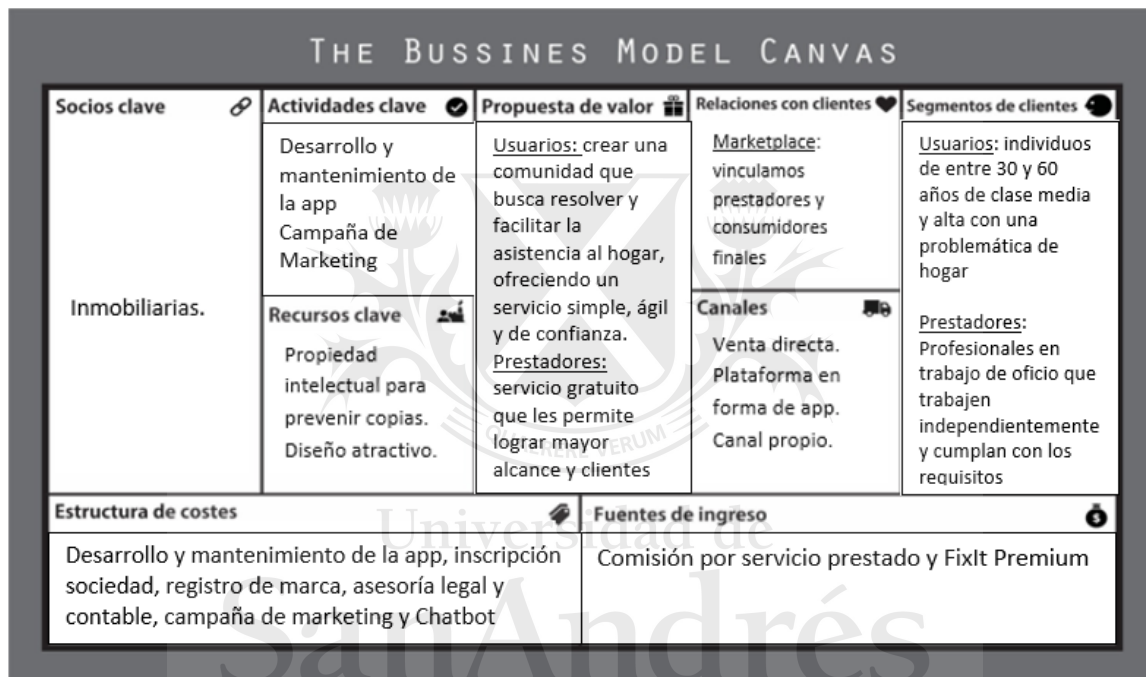 THE BUSSINES MODEL CANVAS
Socios clave
Inmobiliarias.
Actividades clave
Desarrollo y
mantenimiento de
la app
Campaña de
Marketing
Recursos clave
Propiedad
intelectual para
prevenir copias.
Diseño atractivo.
Propuesta de valor
Usuarios: crear una
comunidad que
busca resolver y
facilitar la
asistencia al hogar,
ofreciendo un
servicio simple, ágil
y de confianza.
Prestadores:
servicio gratuito
que les permite
lograr mayor
alcance y clientes
Relaciones con clientes
Marketplace:
vinculamos
prestadores y
consumidores
finales
Canales
Venta directa.
Plataforma en
forma de app.
Canal propio.
Segmentos de clientes
Usuarios: individuos
de entre 30 y 60
años de clase media
y alta con una
problemática de
hogar
Prestadores:
Profesionales en
trabajo de oficio que
trabajen
independientemente
y cumplan con los
requisitos
Estructura de costes
Desarrollo y mantenimiento de la app, inscripción
sociedad, registro de marca, asesoría legal y
contable, campaña de marketing y Chatbot
Fuentes de ingreso
Comisión por servicio prestado y FixIt Premium
QUAERERE VERUM
Universidad de
SanAndrés